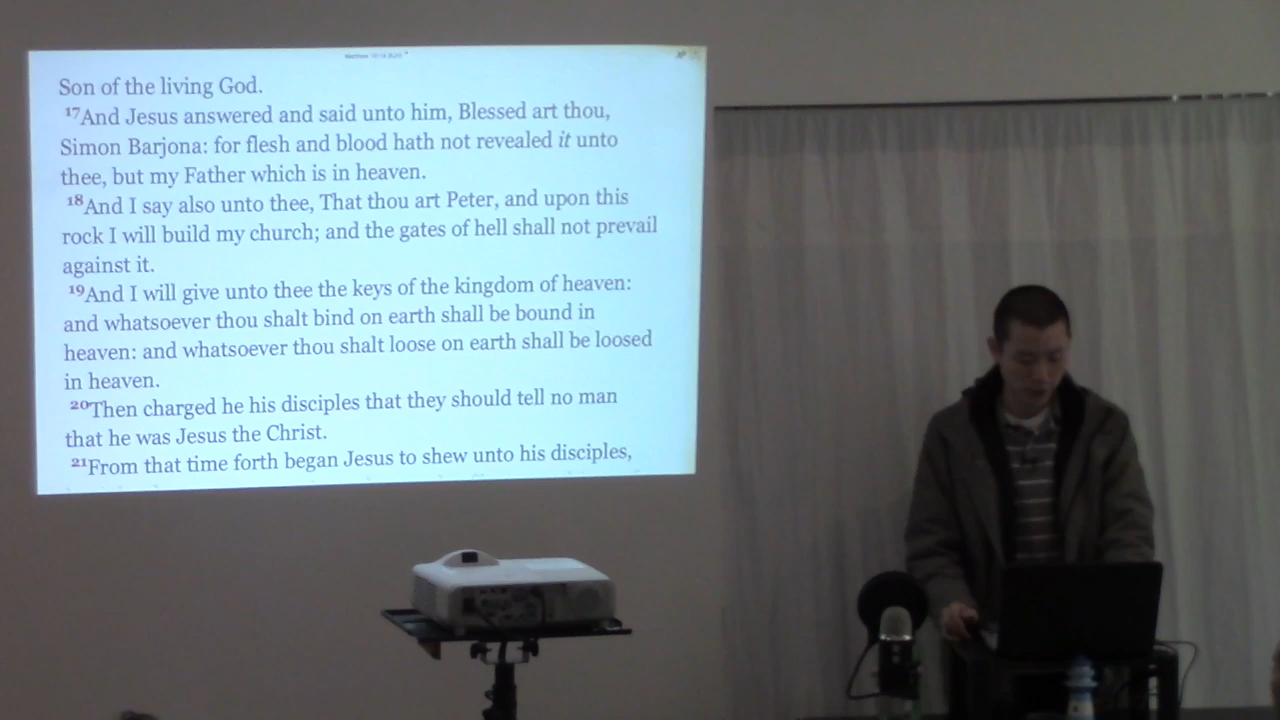 Son of the living God.
17And Jesus answered and said unto him, Blessed art thou,
Simon Barjona: for flesh and blood hath not revealed it unto
thee, but my Father which is in heaven.
18And I say also unto thee, That thou art Peter, and upon this
rock I will build my church; and the gates of hell shall not prevail
against it.
19And I will give unto thee the keys of the kingdom of heaven:
and whatsoever thou shalt bind on earth shall be bound in
heaven: and whatsoever thou shalt loose on earth shall be loosed
in heaven.
20Then charged he his disciples that they should tell no man
that he was Jesus the Christ.
21From that time forth began Jesus to shew unto his disciples,